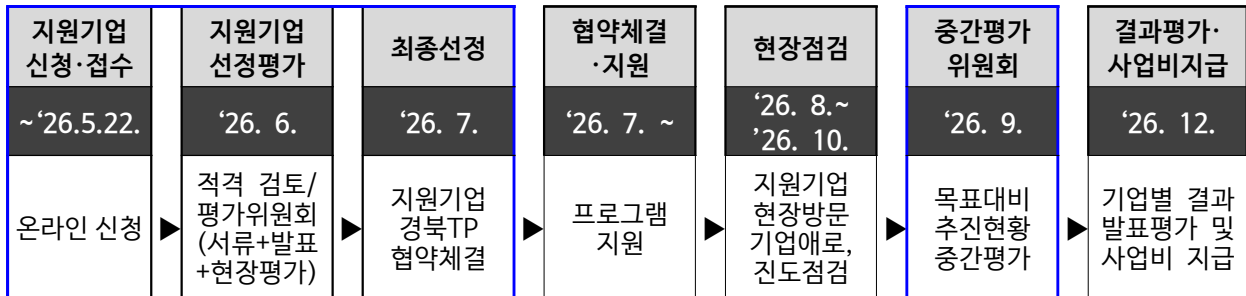 지원기업
신청·접수
지원기업
선정평가
최종선정
협약체결
·지원
현장점검
중간평가
위원회
결과평가·
사업비지급
~‘26.5.22.
‘26. 6.
‘26. 7.
‘26. 7. ~
‘26. 8.~
’26. 10.
‘26. 9.
‘26. 12.
온라인 신청
▶
적격 검토/
평가위원회
(서류+발표
+현장평가)
▶
지원기업
경북TP
협약체결
▶
프로그램
지원
▶
지원기업
현장방문
기업애로,
진도점검
▶
목표대비
추진현황
중간평가
▶
기업별 결과
발표평가 및
사업비 지급